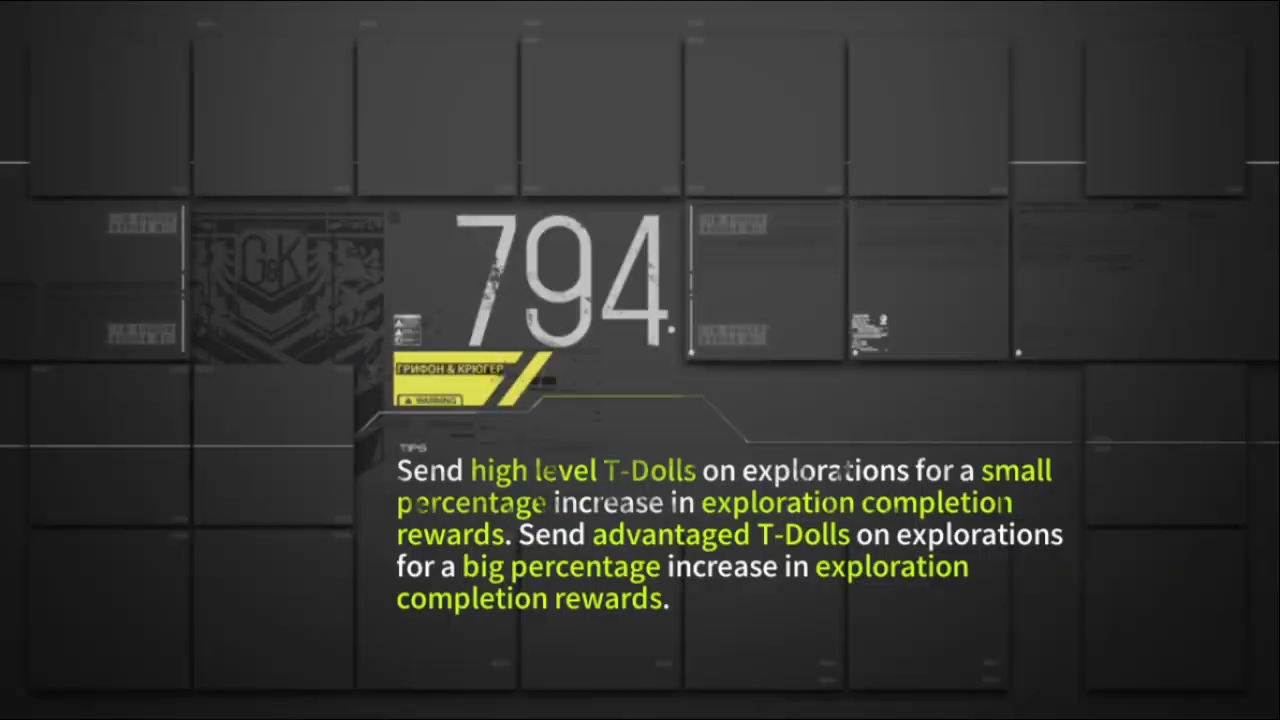 G&K
794.
ГРИФОН & КРЮГЕР
WARNING
TIPS
Send high level T-Dolls on explorations for a small
percentage increase in exploration completion
rewards. Send advantaged T-Dolls on explorations
for a big percentage increase in exploration
completion rewards.